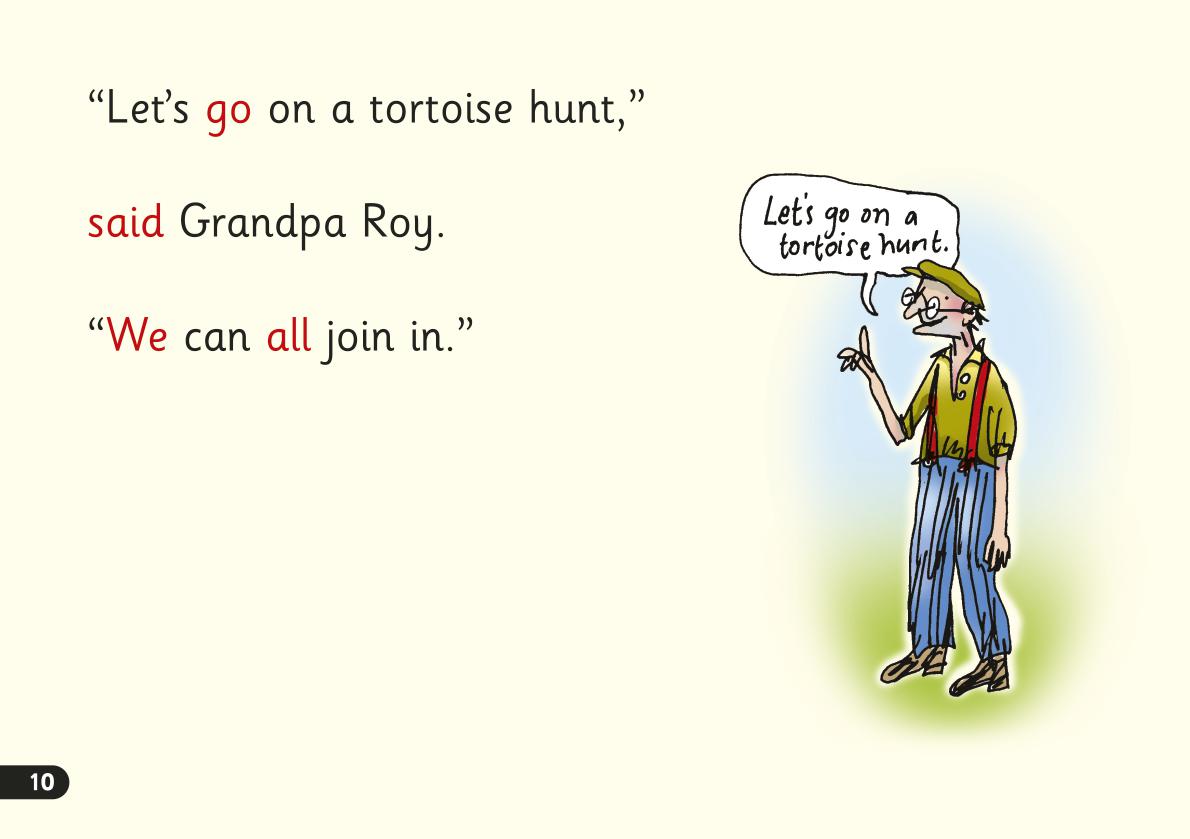 “Let’s go on a tortoise hunt,”
said Grandpa Roy.
“We can all join in.”
Let's go on a
tortoise hunt.
10